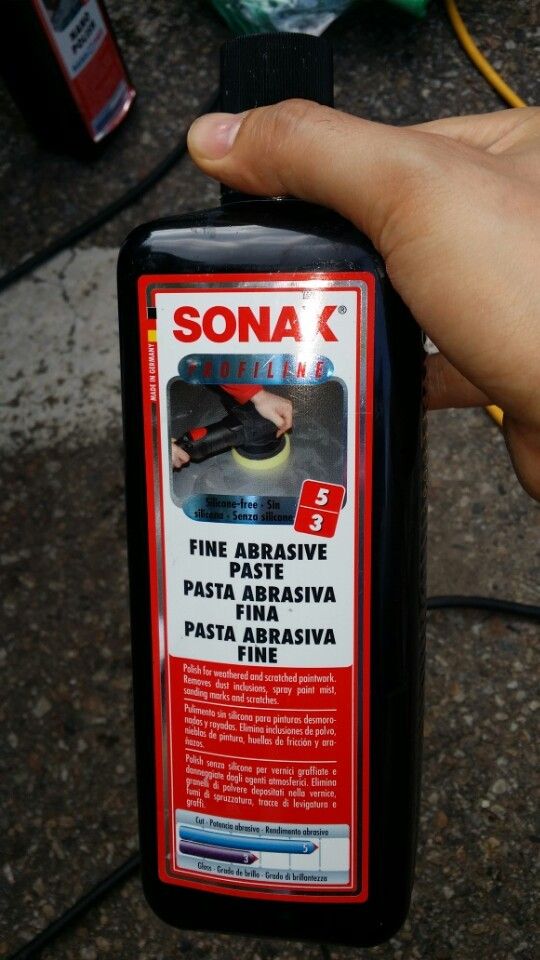 NANO
POLISH
SONAX®
PROFILINE
MADE IN GERMANY
Silicone-free · Sin
silicona · Senza silicone
5
3
FINE ABRASIVE
PASTE
PASTA ABRASIVA
FINA
PASTA ABRASIVA
FINE
Polish for weathered and scratched paintwork.
Removes dust inclusions, spray paint mist,
sanding marks and scratches.
Pulimento sin silicona para pinturas desmoro-
nadas y rayadas. Elimina inclusiones de polvo,
nieblas de pintura, huellas de fricción y ara-
ñazos.
Polish senza silicone per vernici graffiate e
danneggiate dagli agenti atmosferici. Elimina
granelli di polvere depositati nella vernice,
fumi di spruzzatura, tracce di levigatura e
graffi.
Cut · Potencia abrasiva · Rendimento abrasivo
5
3
Gloss · Grado de brillo · Grado di brillantezza